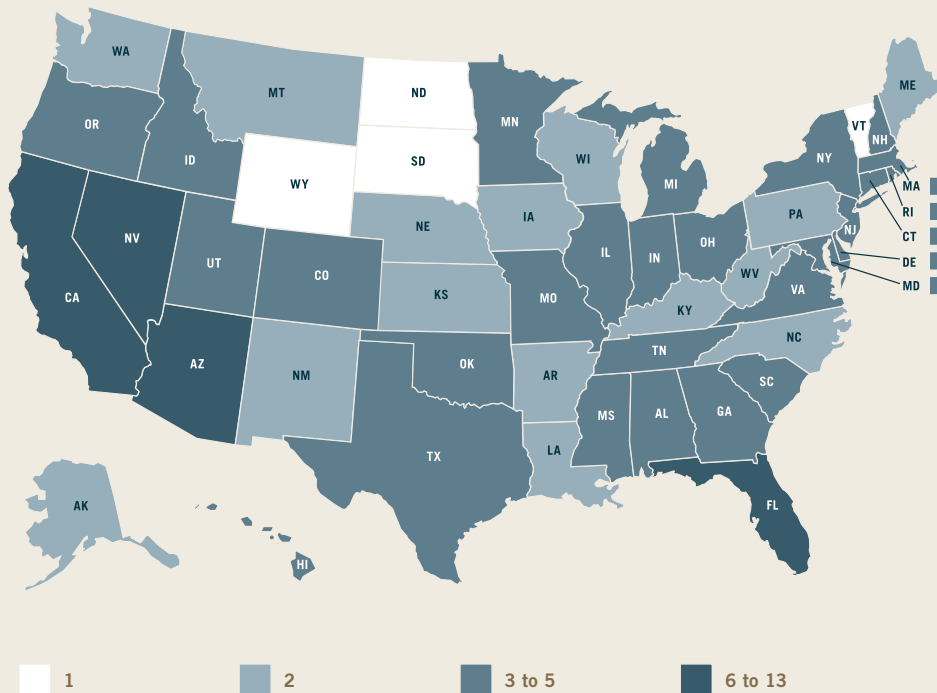 WA
MT
ND
MN
ME
OR
ID
SD
WI
MI
NY
VT
NH
WY
NE
IA
PA
MA
RI
CT
DE
MD
NJ
NV
UT
CO
KS
IL
IN
OH
WV
VA
CA
MO
KY
NC
AZ
NM
OK
AR
TN
SC
TX
LA
MS
AL
GA
AK
HI
FL
1
2
3 to 5
6 to 13